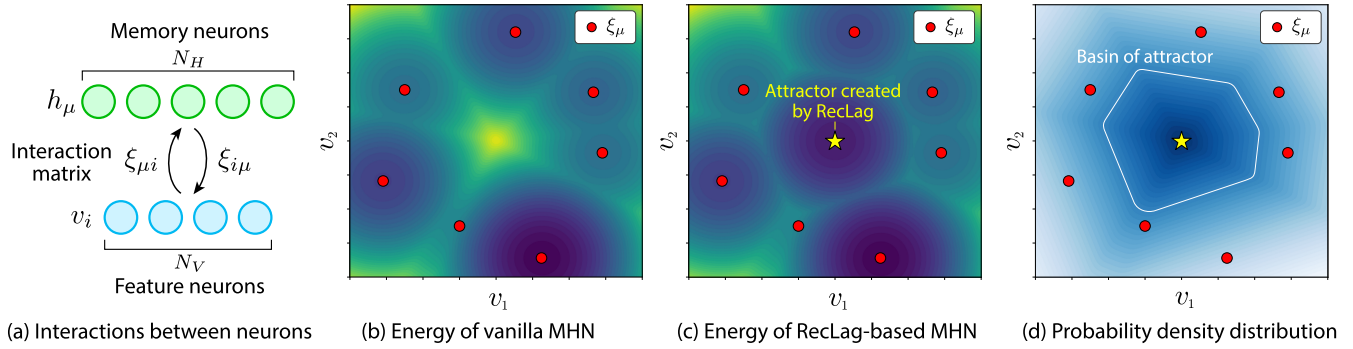 Memory neurons
N_H
h_μ
Interaction
matrix
ξ_μi
ξ_iμ
v_i
N_V
Feature neurons
(a) Interactions between neurons
ξ_μ
v_2
v_1
(b) Energy of vanilla MHN
ξ_μ
Attractor created
by RecLag
v_2
v_1
(c) Energy of RecLag-based MHN
ξ_μ
Basin of attractor
v_2
v_1
(d) Probability density distribution